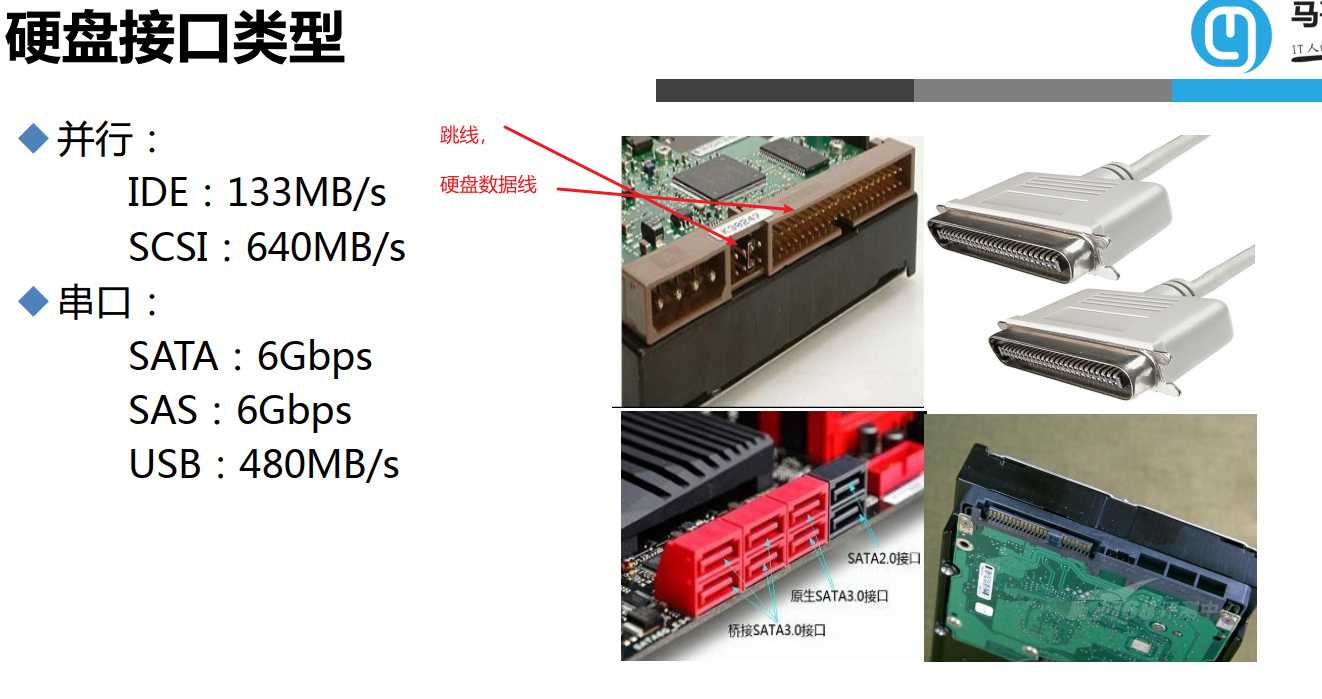 硬盘接口类型
并行：
IDE：133MB/s
SCSI：640MB/s
串口：
SATA：6Gbps
SAS：6Gbps
USB：480MB/s
跳线，
硬盘数据线
K30247
SATA2.0接口
原生SATA3.0接口
桥接SATA3.0接口
马
IT人